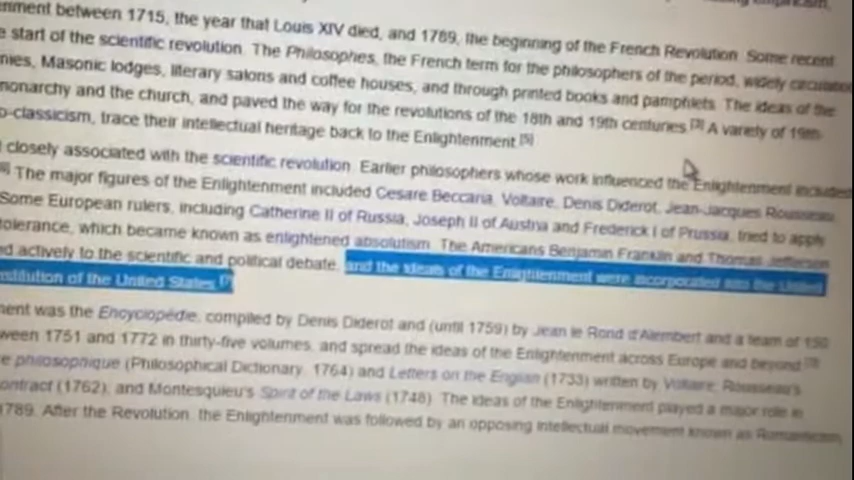 nment between 1715, the year that Louis XIV died, and 1789, the beginning of the French Revolution. Some recent
e start of the scientific revolution. The Philosophes, the French term for the philosophers of the period, widely circulated
mies, Masonic lodges, literary salons and coffee houses, and through printed books and pamphlets. The ideas of the
monarchy and the church, and paved the way for the revolutions of the 18th and 19th centuries. A variety of 19th-
o-classicism, trace their intellectual heritage back to the Enlightenment.[5]
closely associated with the scientific revolution. Earlier philosophers whose work influenced the Enlightenment included
[6] The major figures of the Enlightenment included Cesare Beccaria, Voltaire, Denis Diderot, Jean-Jacques Rousseau,
Some European rulers, including Catherine II of Russia, Joseph II of Austria and Frederick I of Prussia, tried to apply
tolerance, which became known as enlightened absolutism. The Americans Benjamin Franklin and Thomas Jefferson
ed actively to the scientific and political debate, and the ideals of the Enlightenment were incorporated into the United
nstitution of the United States.[7]
ment was the Encyclopédie, compiled by Denis Diderot and (until 1759) by Jean le Rond d'Alembert and a team of 150
ween 1751 and 1772 in thirty-five volumes, and spread the ideas of the Enlightenment across Europe and beyond.
e philosophique (Philosophical Dictionary, 1764) and Letters on the English (1733) written by Voltaire; Rousseau's
ontract (1762); and Montesquieu's Spirit of the Laws (1748). The ideas of the Enlightenment played a major role in
1789. After the Revolution, the Enlightenment was followed by an opposing intellectual movement known as Romanticism.